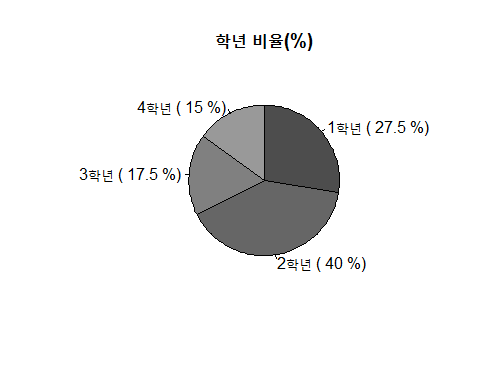 학년 비율(%)
4학년 ( 15 %)
1학년 ( 27.5 %)
3학년 ( 17.5 %)
2학년 ( 40 %)